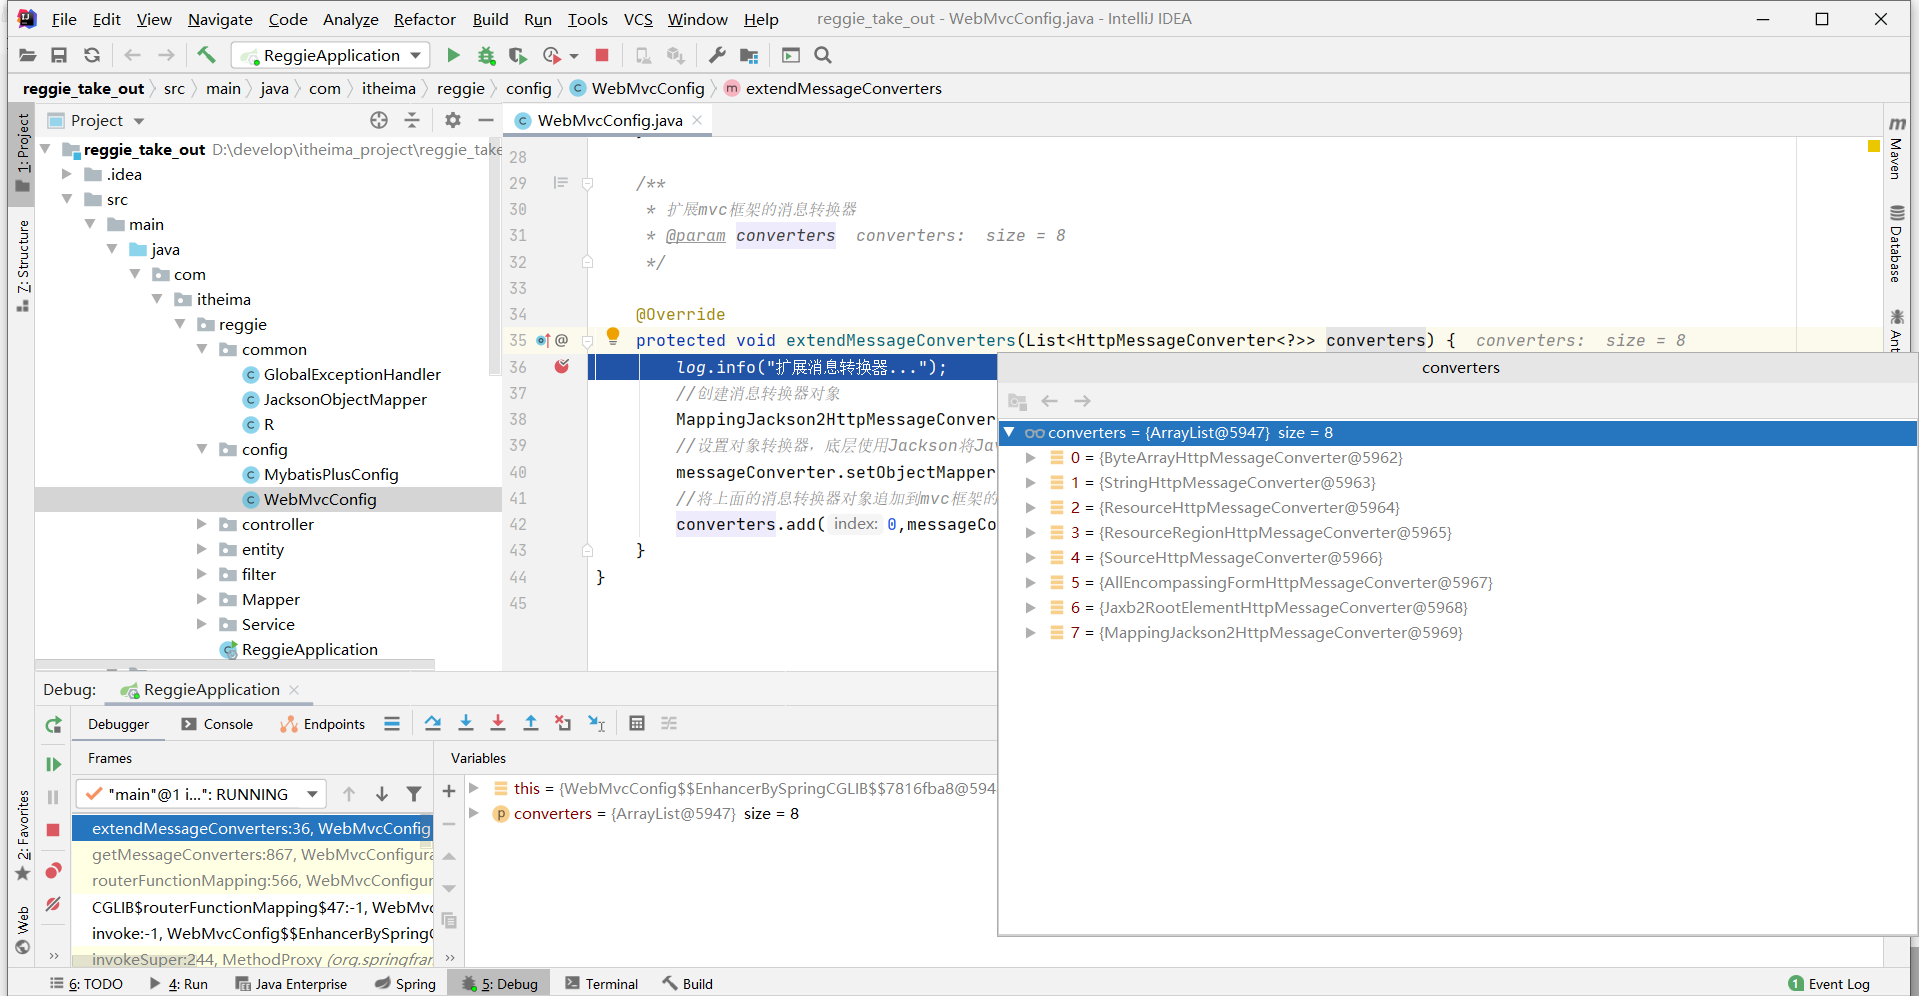 File Edit View Navigate Code Analyze Refactor Build Run Tools VCS Window Help reggie_take_out - WebMvcConfig.java - IntelliJ IDEA
ReggieApplication
reggie_take_out src main java com itheima reggie config WebMvcConfig extendMessageConverters
Project
WebMvcConfig.java
1: Project
7: Structure
2: Favorites
Web
reggie_take_out D:\develop\itheima_project\reggie_take
.idea
src
main
java
com
itheima
reggie
common
GlobalExceptionHandler
JacksonObjectMapper
R
config
MybatisPlusConfig
WebMvcConfig
controller
entity
filter
Mapper
Service
ReggieApplication
28
29 /**
30 * 扩展mvc框架的消息转换器
31 * @param converters converters: size = 8
32 */
33
34 @Override
35 @ protected void extendMessageConverters(List<HttpMessageConverter<?>> converters) { converters: size = 8
36 log.info("扩展消息转换器...");
37 //创建消息转换器对象
38 MappingJackson2HttpMessageConver
39 //设置对象转换器，底层使用Jackson将Jav
40 messageConverter.setObjectMapper
41 //将上面的消息转换器对象追加到mvc框架的
42 converters.add( index: 0,messageCo
43 }
44 }
45
Maven
Database
Ant
converters
converters = {ArrayList@5947} size = 8
0 = {ByteArrayHttpMessageConverter@5962}
1 = {StringHttpMessageConverter@5963}
2 = {ResourceHttpMessageConverter@5964}
3 = {ResourceRegionHttpMessageConverter@5965}
4 = {SourceHttpMessageConverter@5966}
5 = {AllEncompassingFormHttpMessageConverter@5967}
6 = {Jaxb2RootElementHttpMessageConverter@5968}
7 = {MappingJackson2HttpMessageConverter@5969}
Debug: ReggieApplication
Debugger Console Endpoints
Frames
Variables
"main"@1 i...": RUNNING
extendMessageConverters:36, WebMvcConfig
getMessageConverters:867, WebMvcConfigura
routerFunctionMapping:566, WebMvcConfigur
CGLIB$routerFunctionMapping$47:-1, WebMvc
invoke:-1, WebMvcConfig$$EnhancerBySpringC
invokeSuper:244, MethodProxy (org.springfran
this = {WebMvcConfig$$EnhancerBySpringCGLIB$$7816fba8@594
converters = {ArrayList@5947} size = 8
6: TODO 4: Run Java Enterprise Spring 5: Debug Terminal Build 1 Event Log